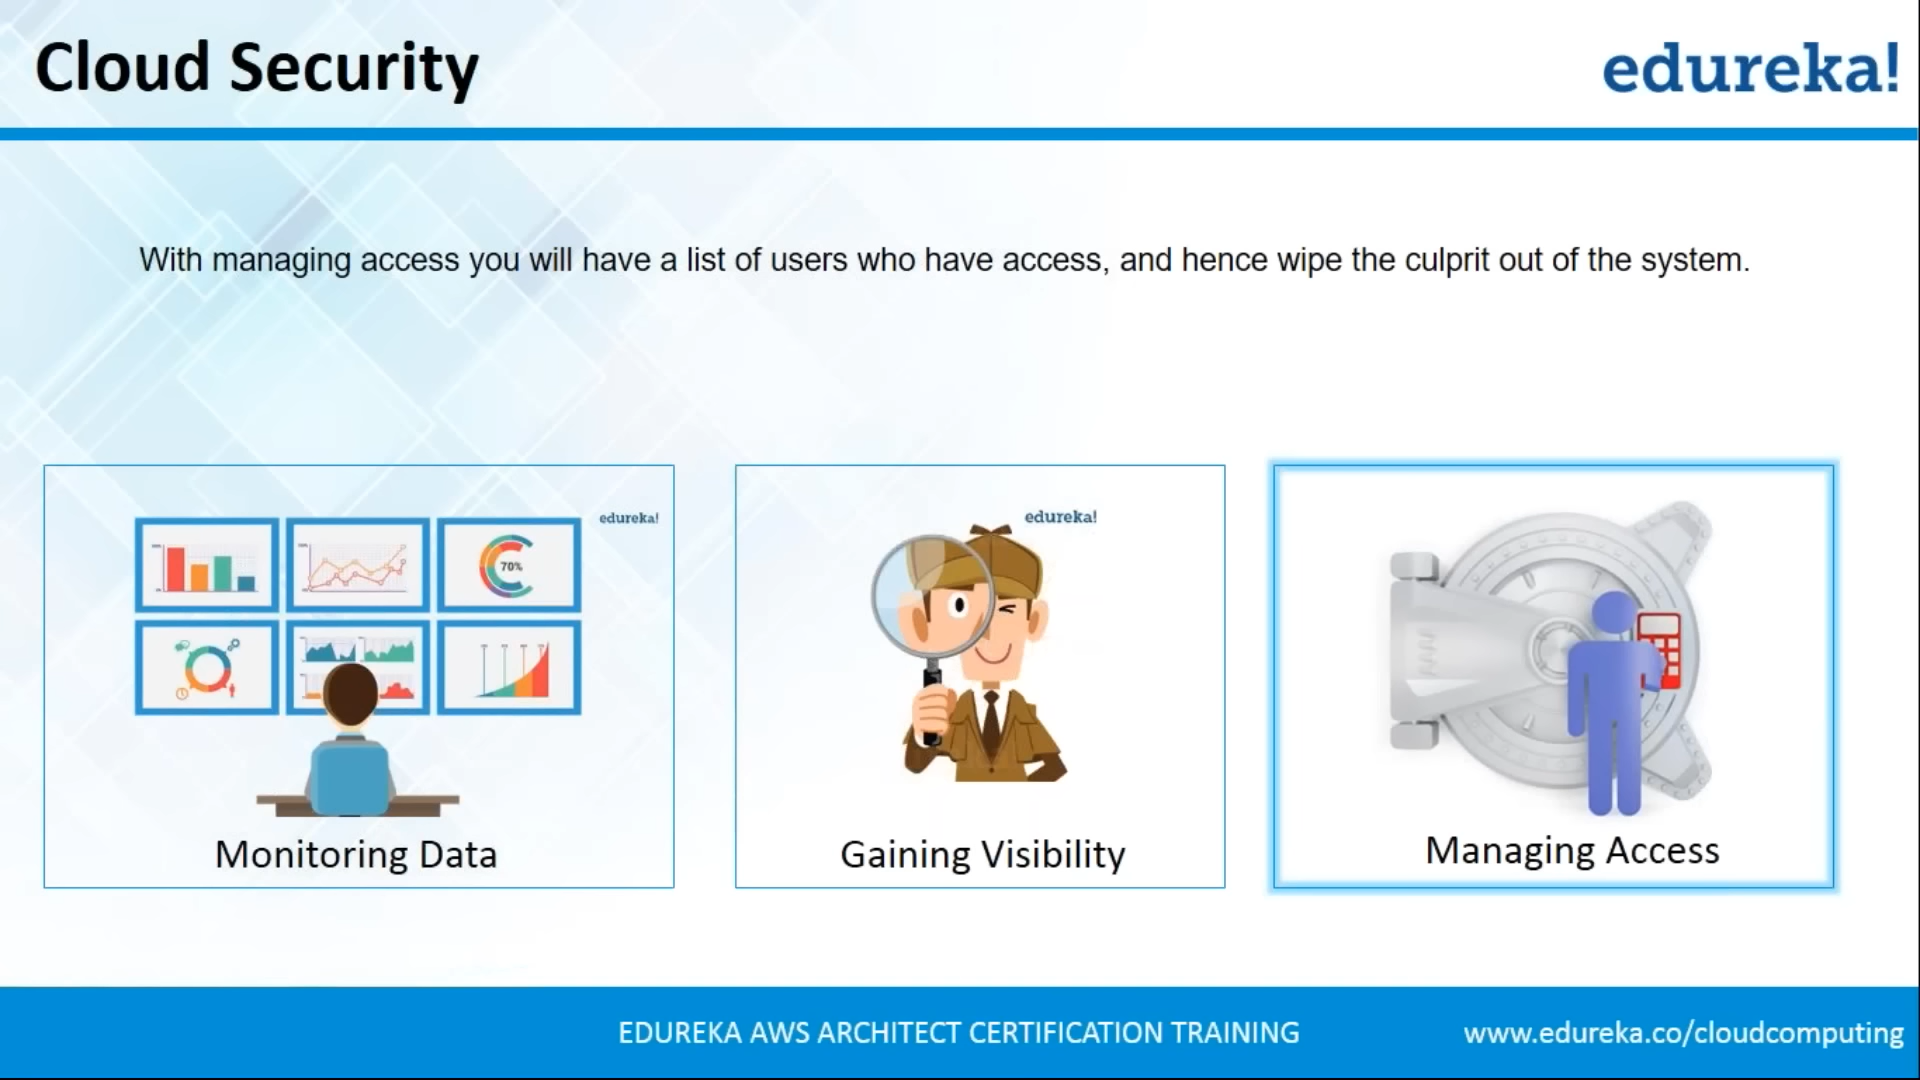 Cloud Security
edureka!
With managing access you will have a list of users who have access, and hence wipe the culprit out of the system.
edureka!
70%
Monitoring Data
edureka!
Gaining Visibility
Managing Access
EDUREKA AWS ARCHITECT CERTIFICATION TRAINING
www.edureka.co/cloudcomputing